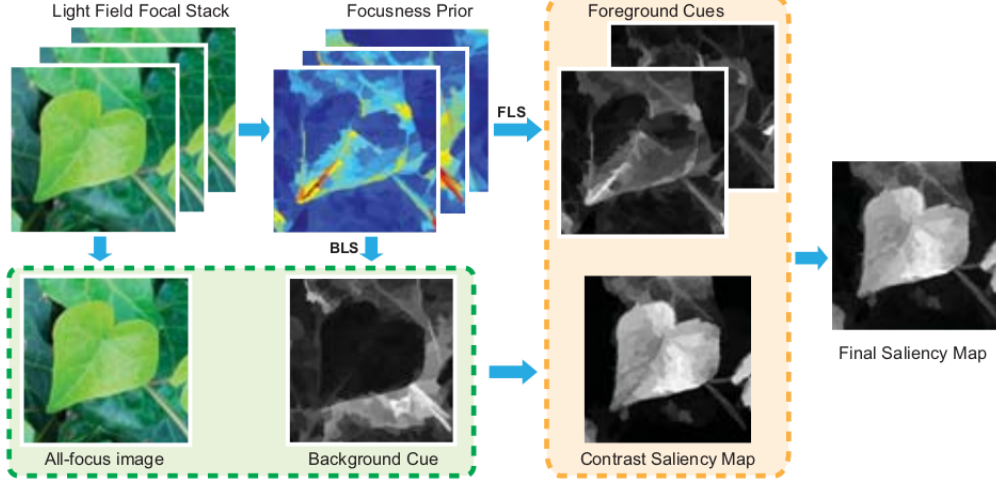 Light Field Focal Stack
Focusness Prior
Foreground Cues
FLS
BLS
All-focus image
Background Cue
Contrast Saliency Map
Final Saliency Map